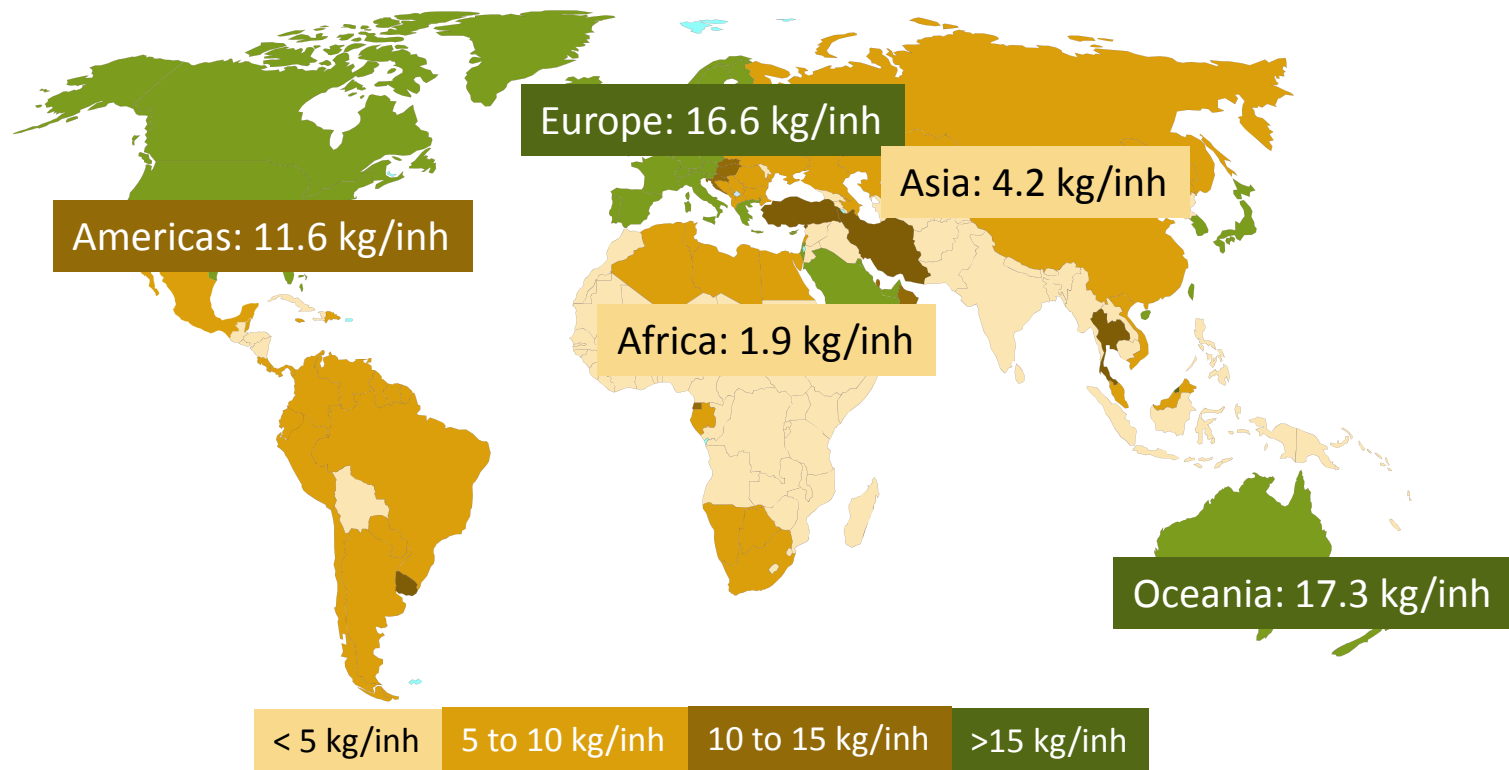 Europe: 16.6 kg/inh
Asia: 4.2 kg/inh
Americas: 11.6 kg/inh
Africa: 1.9 kg/inh
Oceania: 17.3 kg/inh
< 5 kg/inh
5 to 10 kg/inh
10 to 15 kg/inh
>15 kg/inh